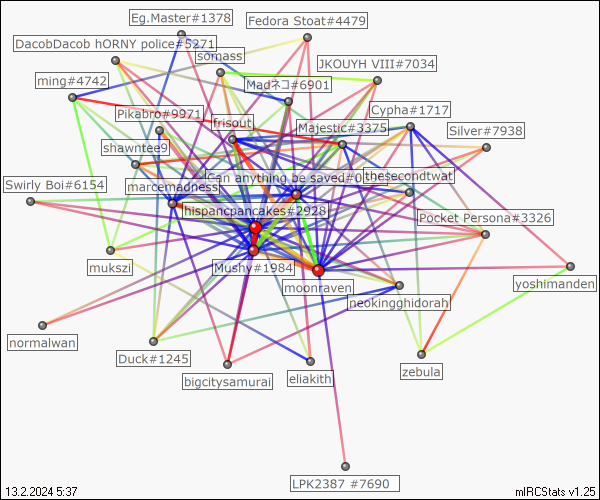 Eg.Master#1378
Fedora Stoat#4479
DacobDacob hORNY police#5271
somass
JKOUYH VIII#7034
ming#4742
Madネコ#6901
Pikabro#9971
frisout
Cypha#1717
Majestic#3375
Silver#7938
shawntee9
Can anything be saved#0
thesecondtwat
Swirly Boi#6154
marcemadness
hispancpancakes#2928
Pocket Persona#3326
mukszi
Mushy#1984
moonraven
yoshimanden
neokingghidorah
normalwan
Duck#1245
bigcitysamurai
eliakith
zebula
LPK2387 #7690
13.2.2024 5:37
mIRCStats v1.25